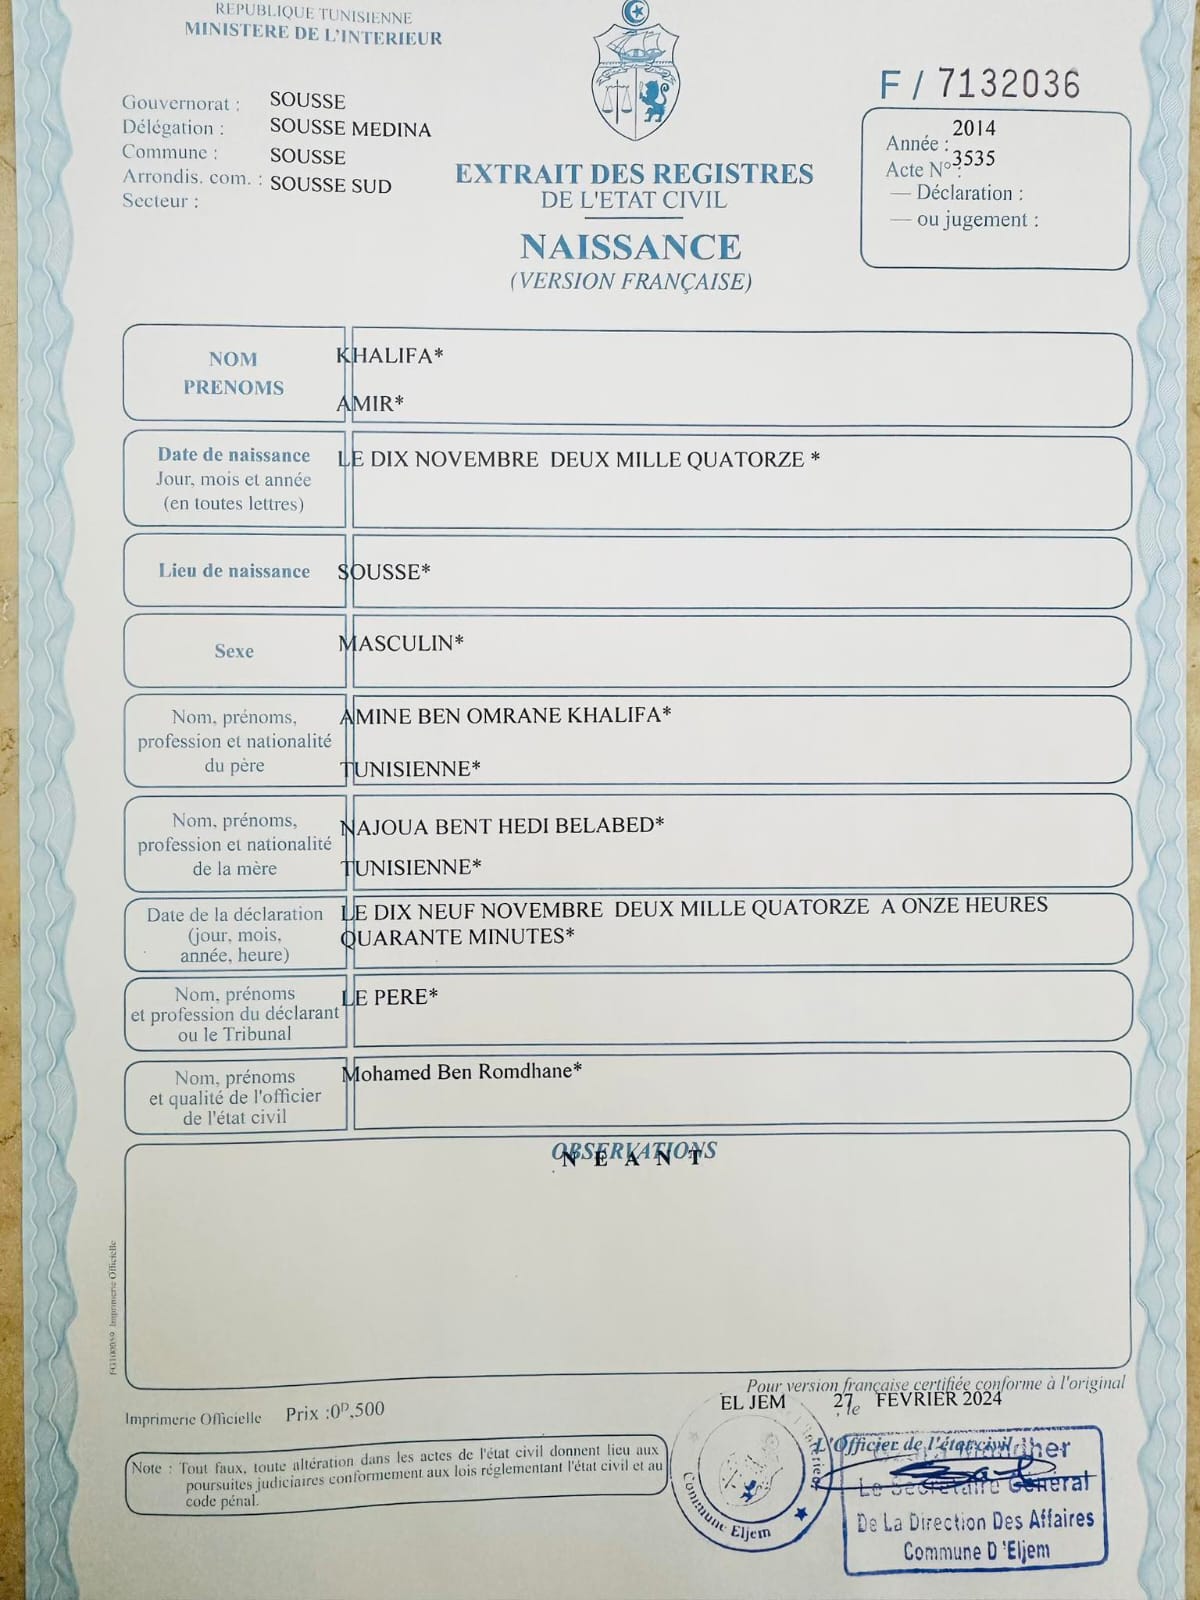 REPUBLIQUE TUNISIENNE
MINISTERE DE L'INTERIEUR
F / 7132036
Gouvernorat : SOUSSE
Délégation : SOUSSE MEDINA
Commune : SOUSSE
Arrondis. com. : SOUSSE SUD
Secteur :
Année : 2014
Acte N° : 3535
— Déclaration :
— ou jugement :
EXTRAIT DES REGISTRES
DE L'ETAT CIVIL
NAISSANCE
(VERSION FRANÇAISE)
NOM
PRENOMS
KHALIFA*
AMIR*
Date de naissance
Jour, mois et année
(en toutes lettres)
LE DIX NOVEMBRE DEUX MILLE QUATORZE *
Lieu de naissance
SOUSSE*
Sexe
MASCULIN*
Nom, prénoms,
profession et nationalité
du père
AMINE BEN OMRANE KHALIFA*
TUNISIENNE*
Nom, prénoms,
profession et nationalité
de la mère
NAJOUA BENT HEDI BELABED*
TUNISIENNE*
Date de la déclaration
(jour, mois,
année, heure)
LE DIX NEUF NOVEMBRE DEUX MILLE QUATORZE A ONZE HEURES
QUARANTE MINUTES*
Nom, prénoms
et profession du déclarant
ou le Tribunal
LE PERE*
Nom, prénoms
et qualité de l'officier
de l'état civil
Mohamed Ben Romdhane*
OBSERVATIONS
N E A N T
FG100059 Imprimerie Officielle
Pour version française certifiée conforme à l'original
EL JEM 27 le FEVRIER 2024
Imprimerie Officielle Prix :0ᴰ,500
L'Officier de l'état civil
Note : Tout faux, toute altération dans les actes de l'état civil donnent lieu aux
poursuites judiciaires conformement aux lois réglementant l'état civil et au
code pénal.
Commune Eljem
Le Secrétaire Général
De La Direction Des Affaires
Commune D'Eljem